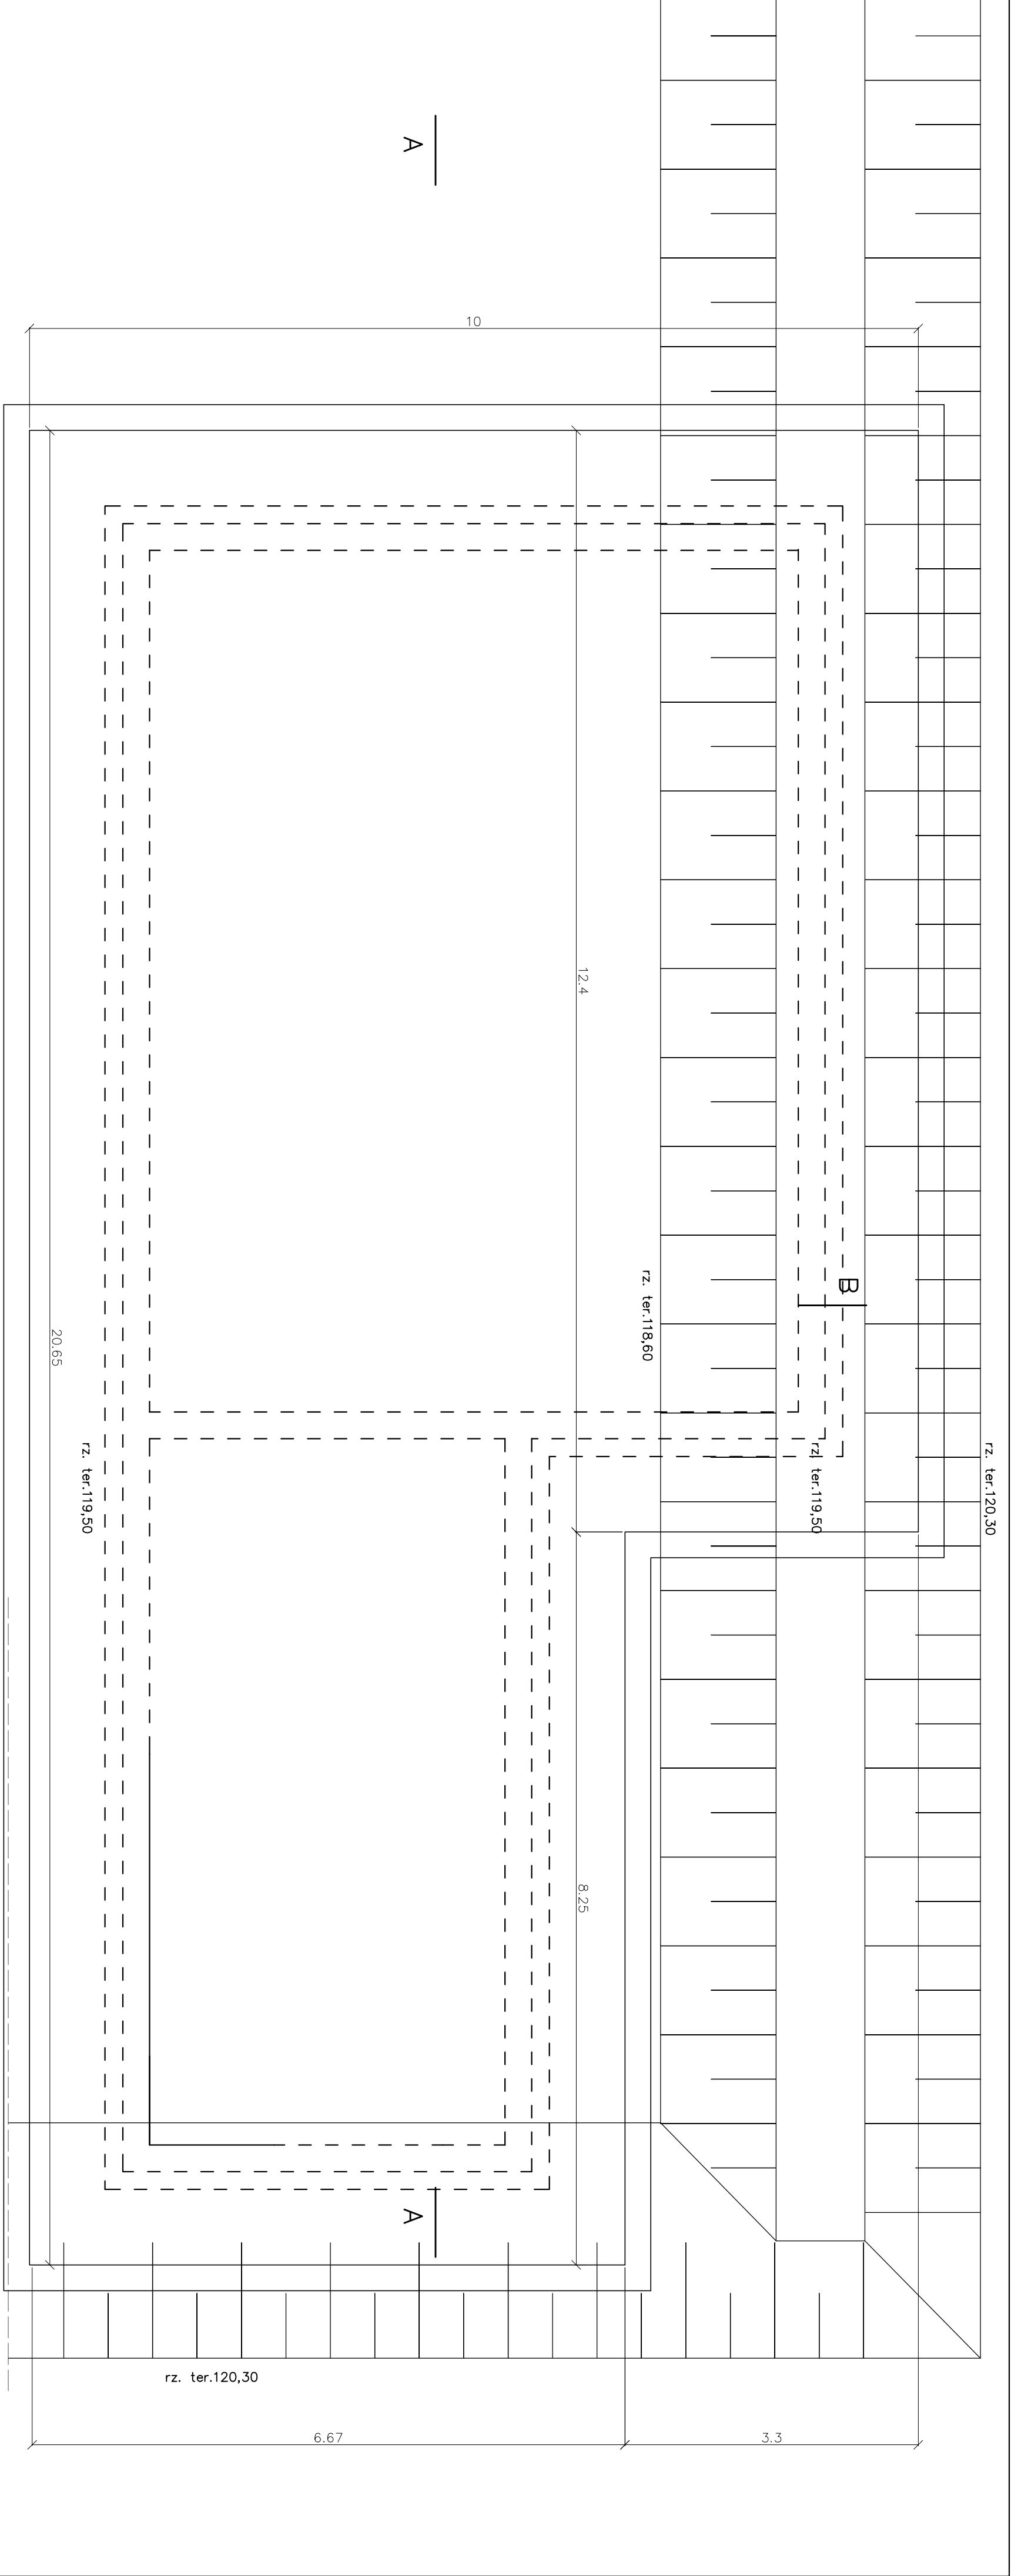 A
10
12.4
B
rz. ter.118,60
20.65
rz. ter.119,50
rz. ter.119,50
rz. ter.120,30
8.25
A
rz. ter.120,30
6.67
3.3